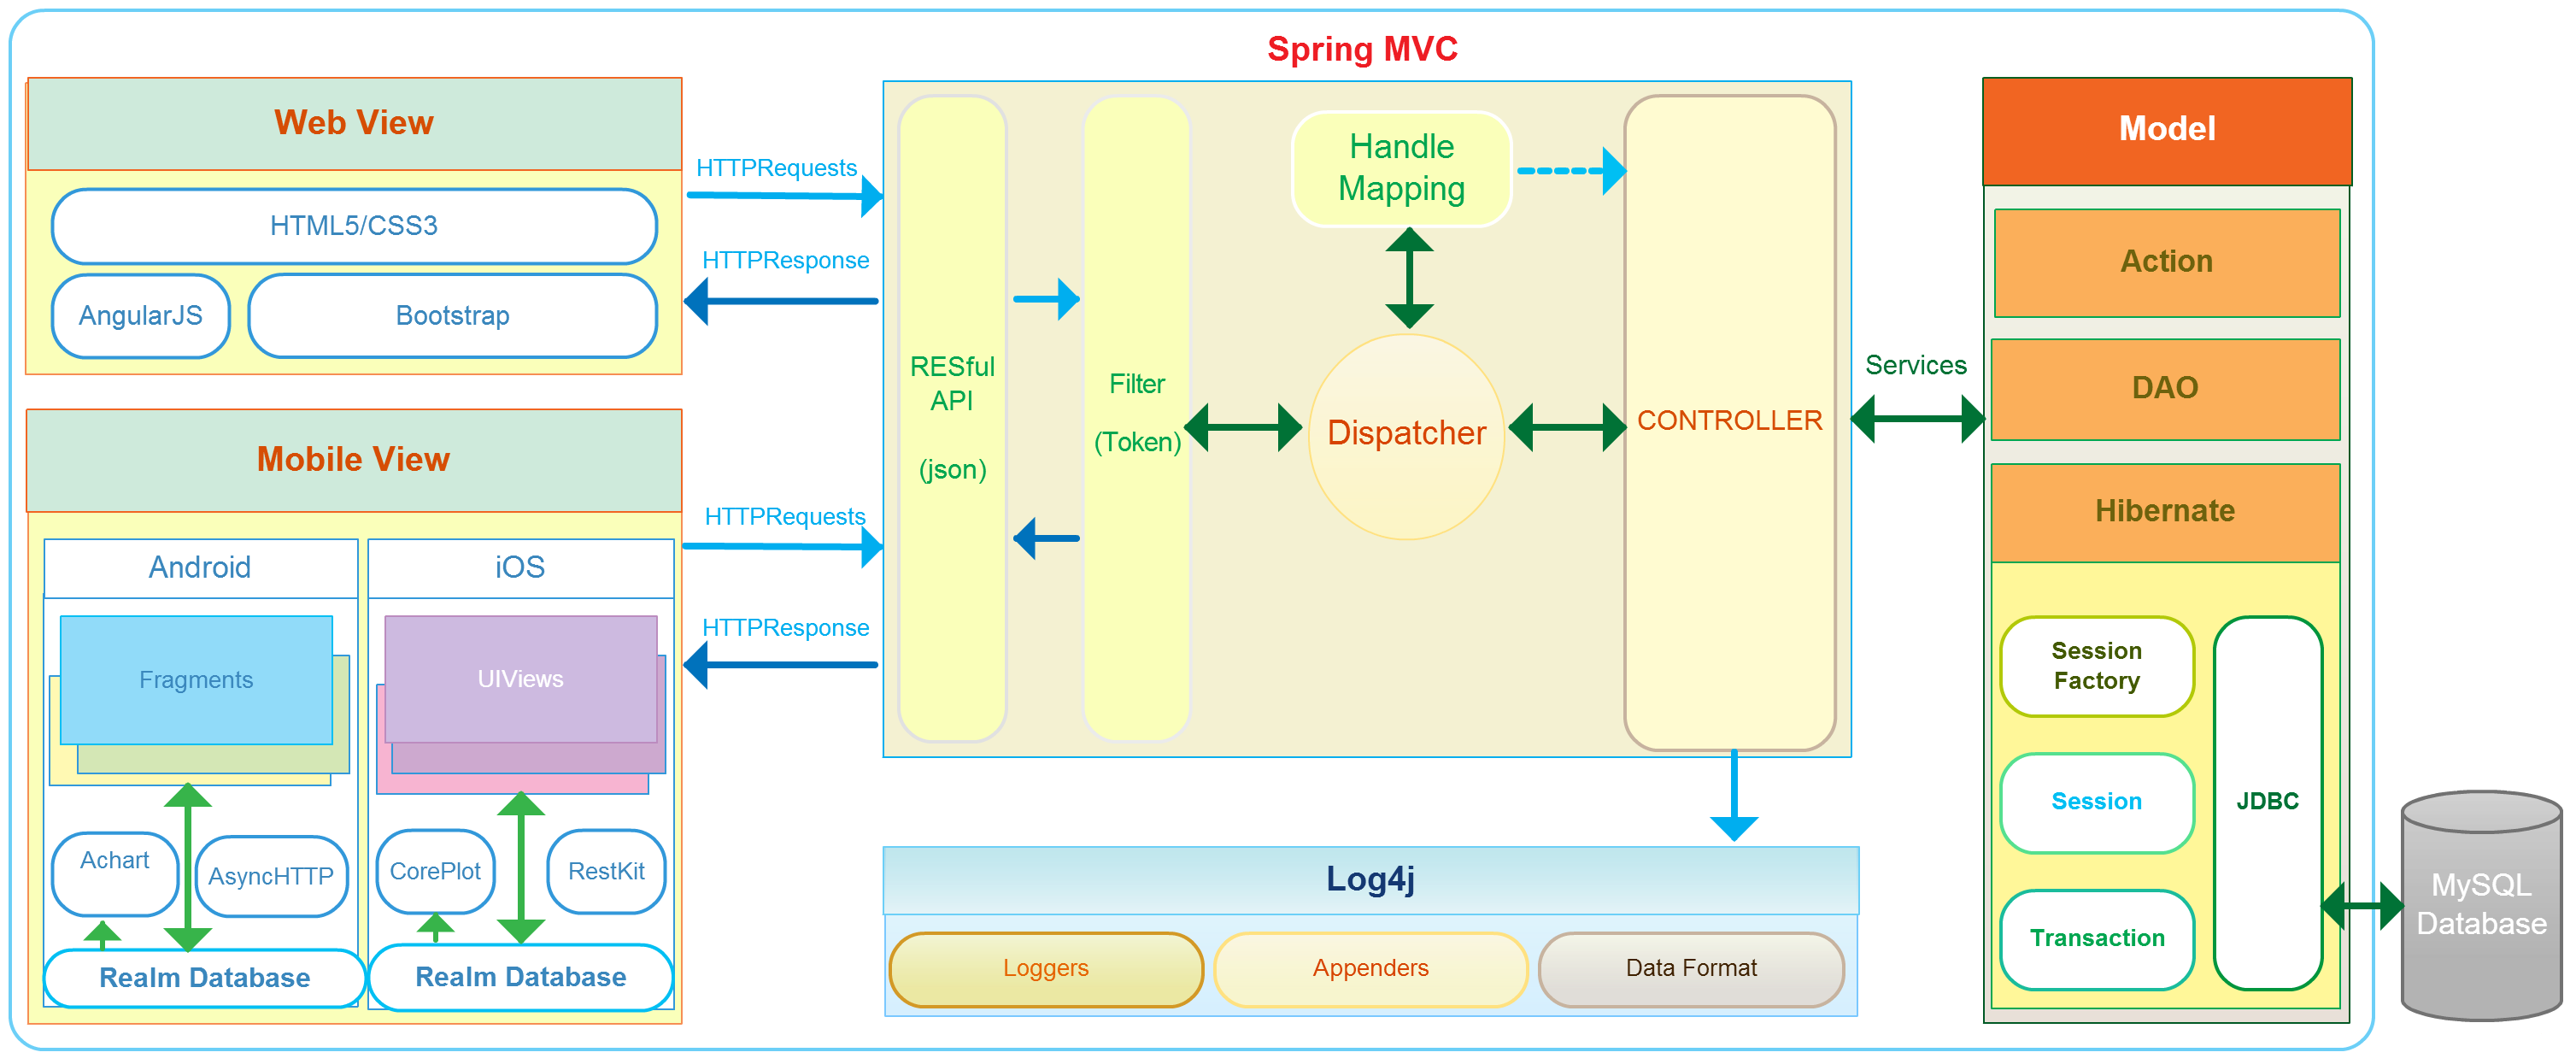 Spring MVC
Web View
HTML5/CSS3
AngularJS
Bootstrap
HTTPRequests
HTTPResponse
Mobile View
Android
iOS
Fragments
UIViews
Achart
AsyncHTTP
CorePlot
RestKit
Realm Database
Realm Database
HTTPRequests
HTTPResponse
RESful
API
(json)
Filter
(Token)
Handle
Mapping
Dispatcher
CONTROLLER
Services
Log4j
Loggers
Appenders
Data Format
Model
Action
DAO
Hibernate
Session
Factory
Session
Transaction
JDBC
MySQL
Database